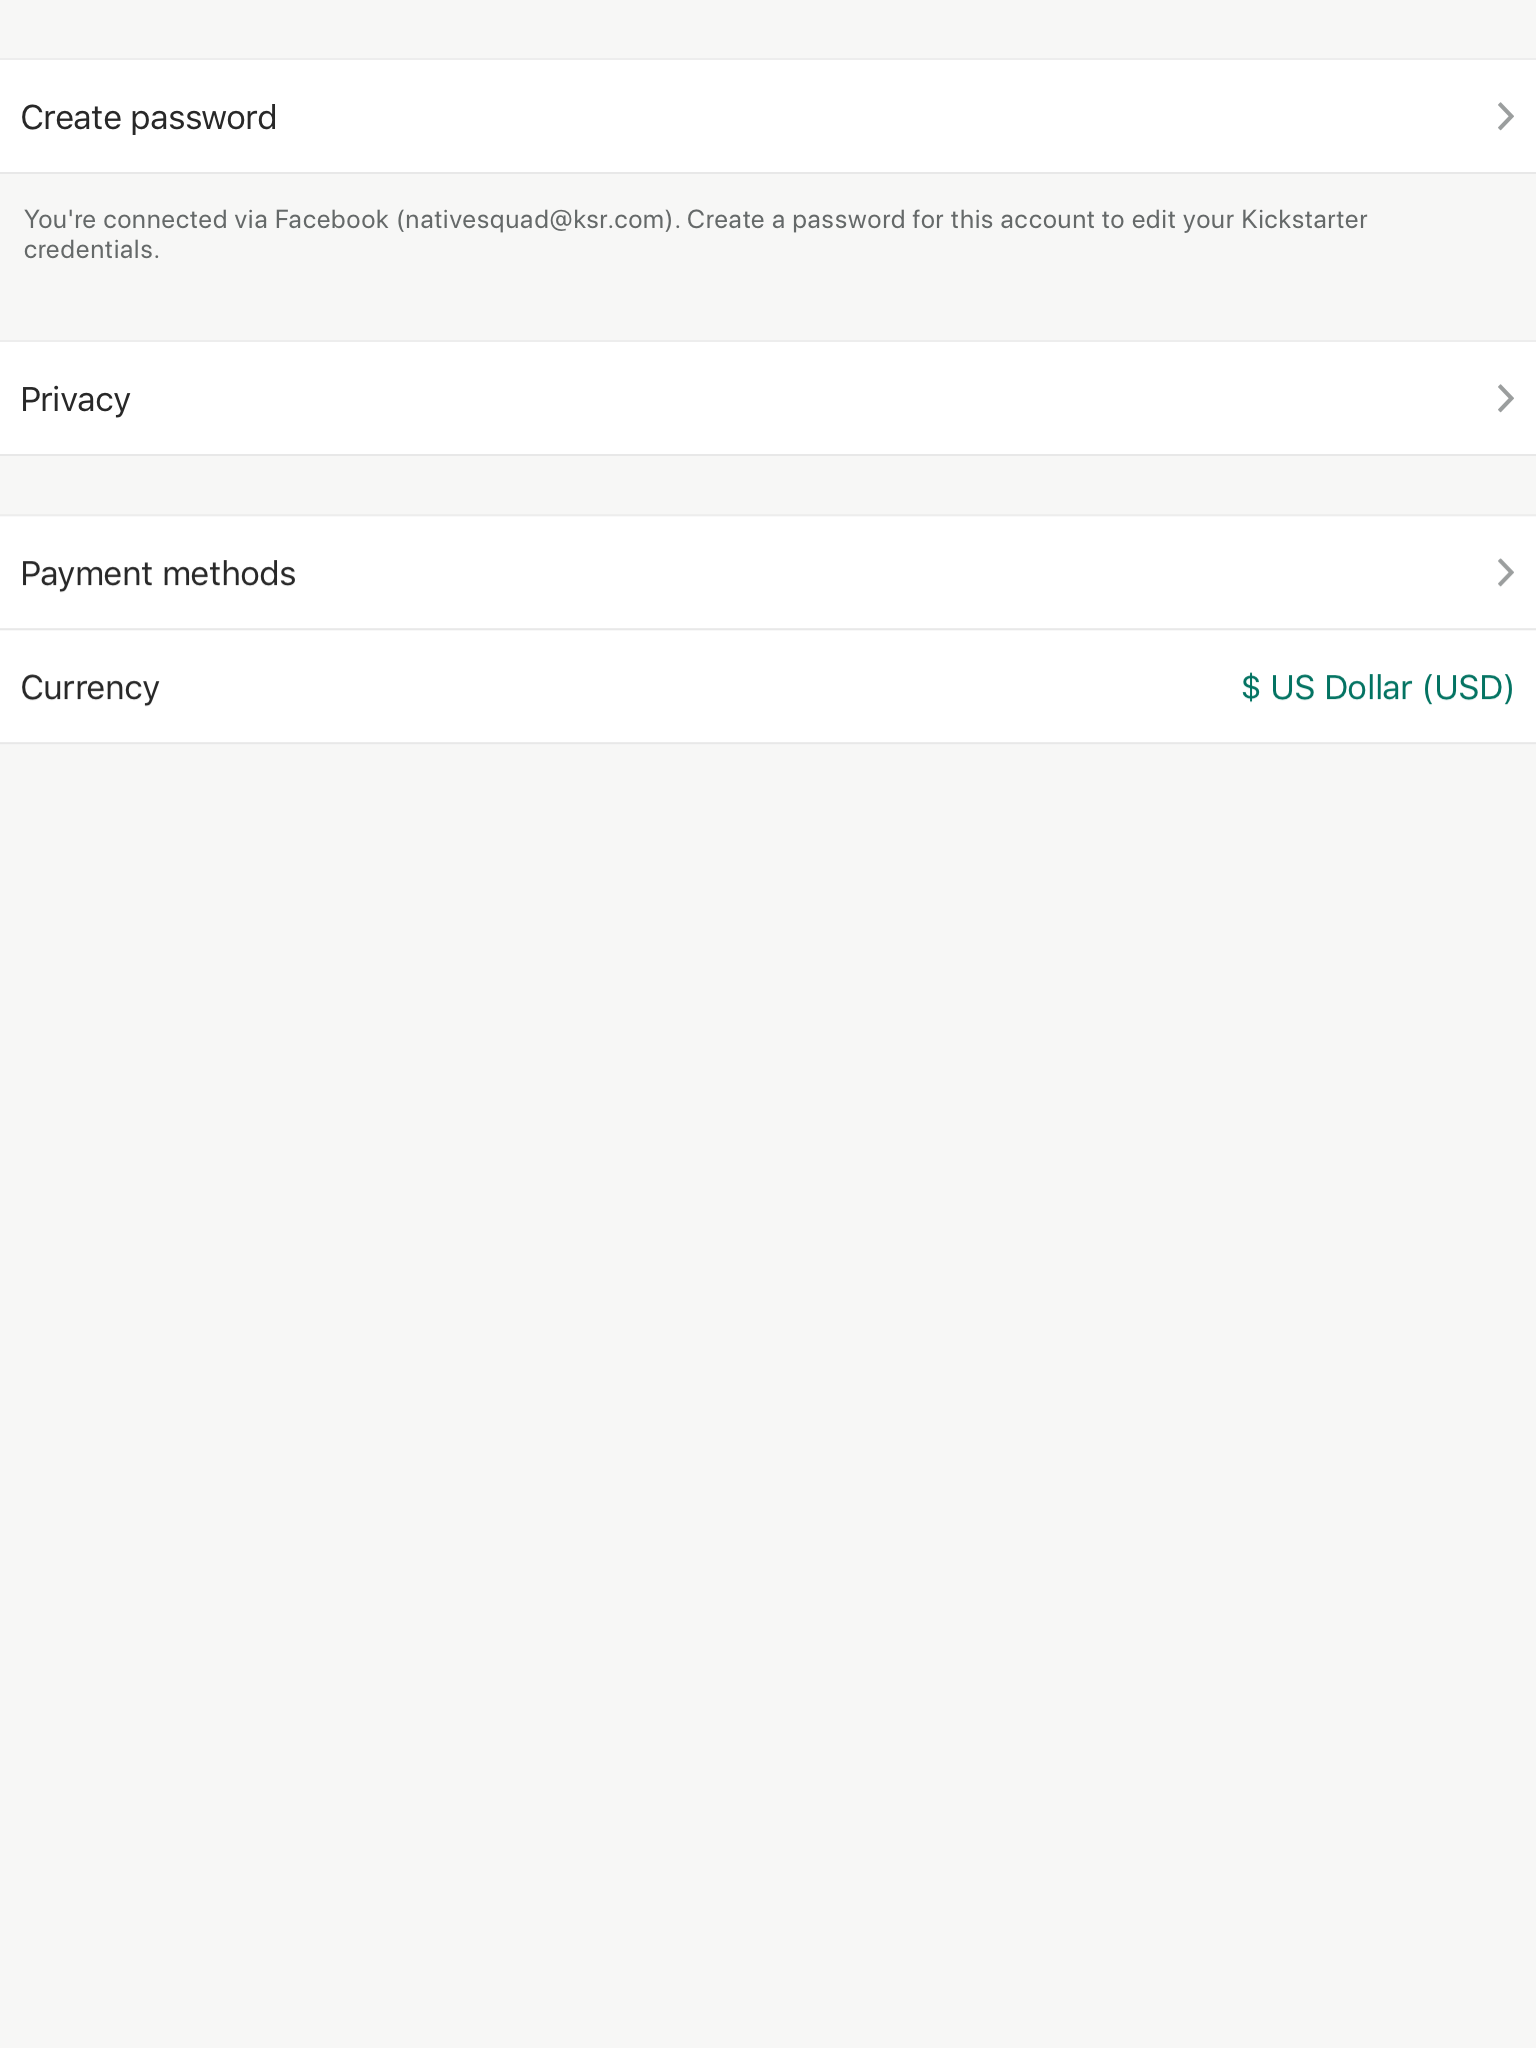 Create password
You're connected via Facebook (nativesquad@ksr.com). Create a password for this account to edit your Kickstarter
credentials.
Privacy
Payment methods
Currency $ US Dollar (USD)